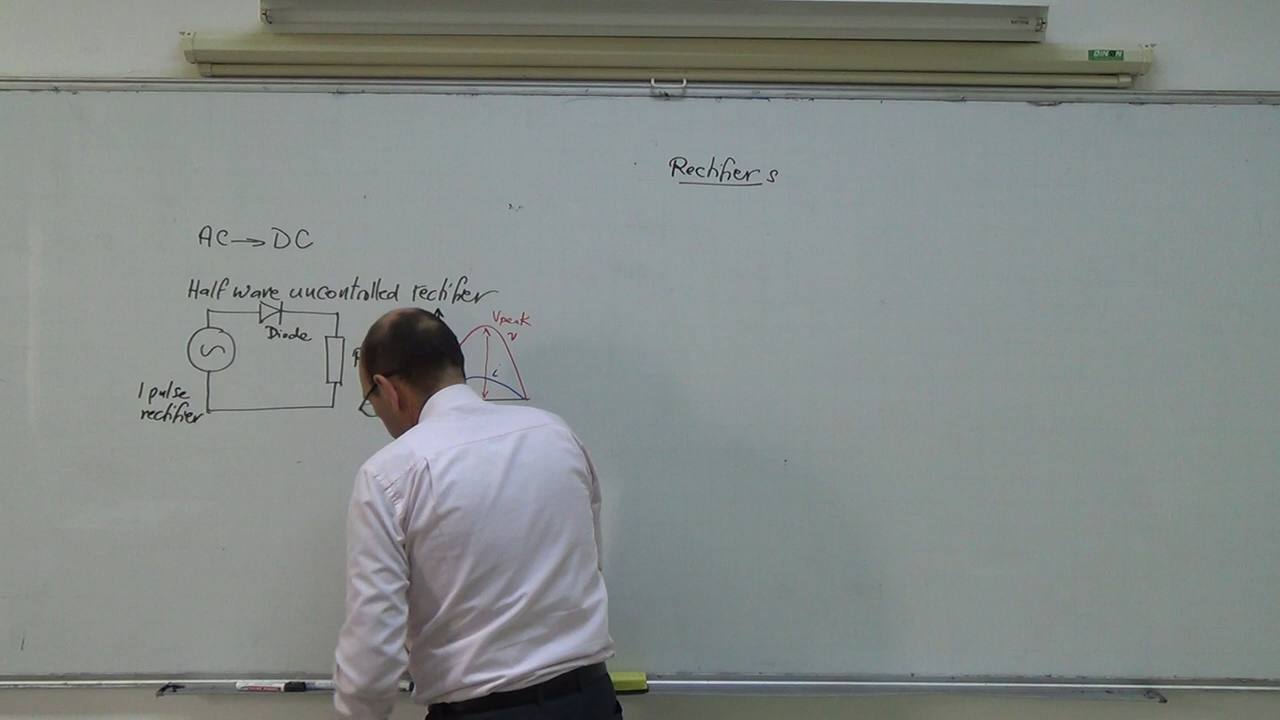 Rectifiers
AC → DC
Half wave uncontrolled rectifier
Diode
Vpeak
v
i
1 pulse
rectifier